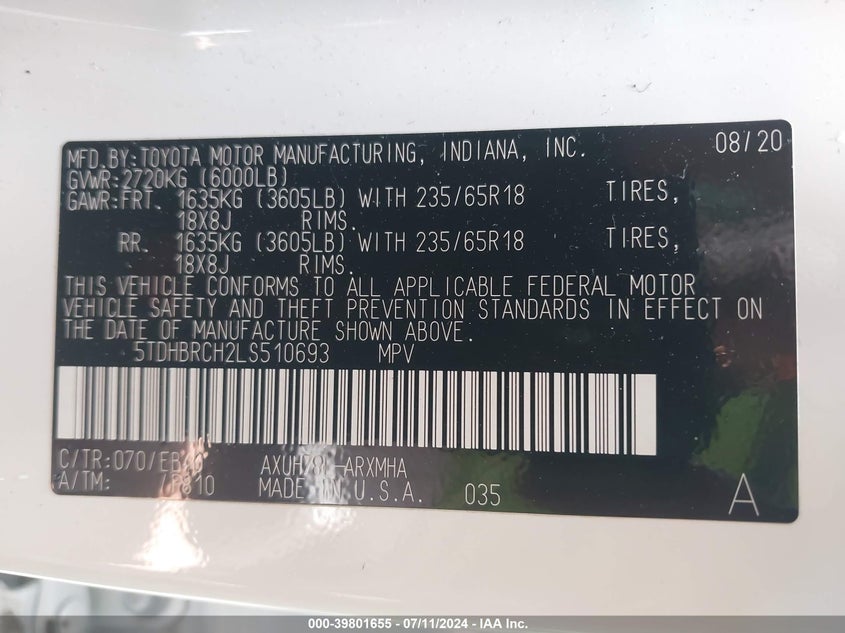 MFD.BY:TOYOTA MOTOR MANUFACTURING, INDIANA, INC. 08/20
GVWR:2720KG (6000LB)
GAWR:FRT. 1635KG (3605LB) WITH 235/65R18 TIRES,
18X8J RIMS.
RR. 1635KG (3605LB) WITH 235/65R18 TIRES,
18X8J RIMS.
THIS VEHICLE CONFORMS TO ALL APPLICABLE FEDERAL MOTOR
VEHICLE SAFETY AND THEFT PREVENTION STANDARDS IN EFFECT ON
THE DATE OF MANUFACTURE SHOWN ABOVE.
5TDHBRCH2LS510693 MPV
C/TR:070/
A/TM: /P810
MADE IN U.S.A. 035 A
000-39801655 - 07/11/2024 - IAA Inc.